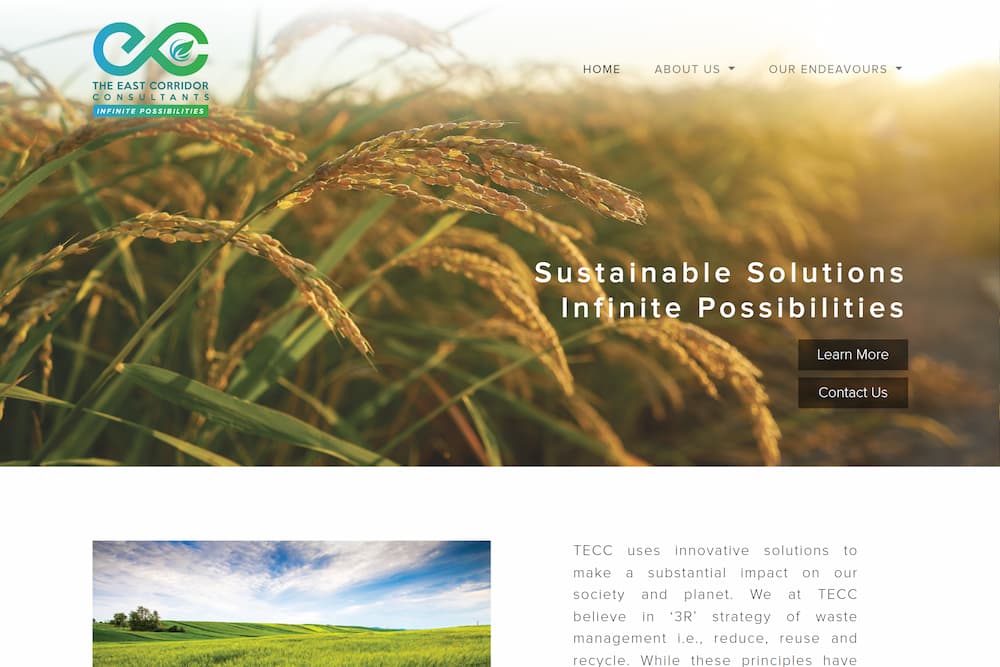 THE EAST CORRIDOR
CONSULTANTS
INFINITE POSSIBILITIES
HOME ABOUT US OUR ENDEAVOURS
Sustainable Solutions
Infinite Possibilities
Learn More
Contact Us
TECC uses innovative solutions to
make a substantial impact on our
society and planet. We at TECC
believe in ‘3R’ strategy of waste
management i.e., reduce, reuse and
recycle. While these principles have